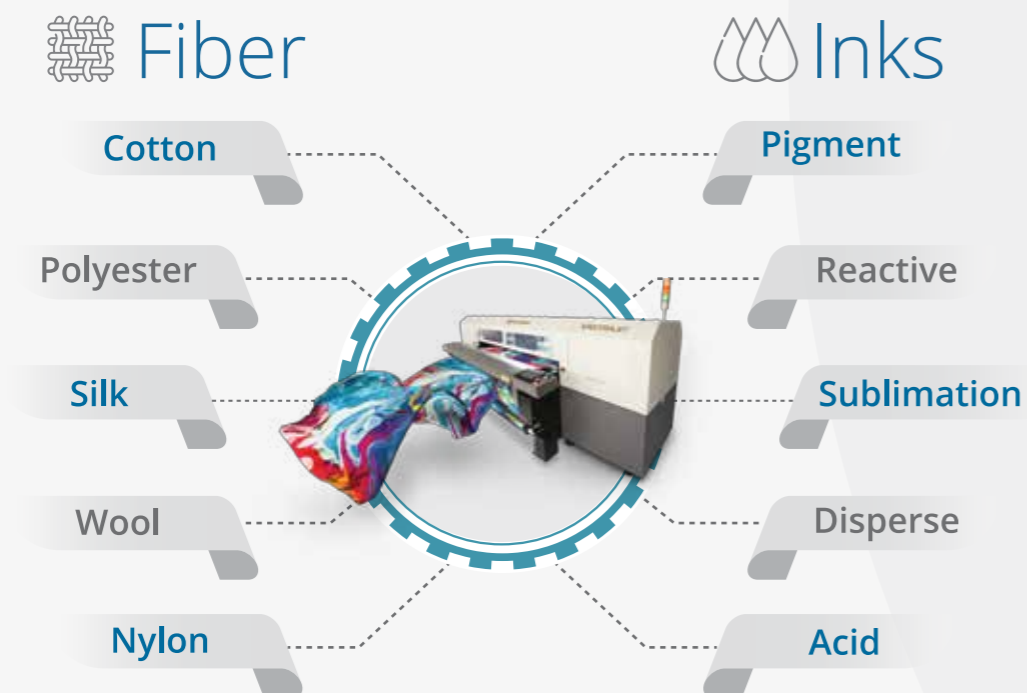 Fiber
Inks
Cotton
Pigment
Polyester
Reactive
Silk
Sublimation
Wool
Disperse
Nylon
Acid